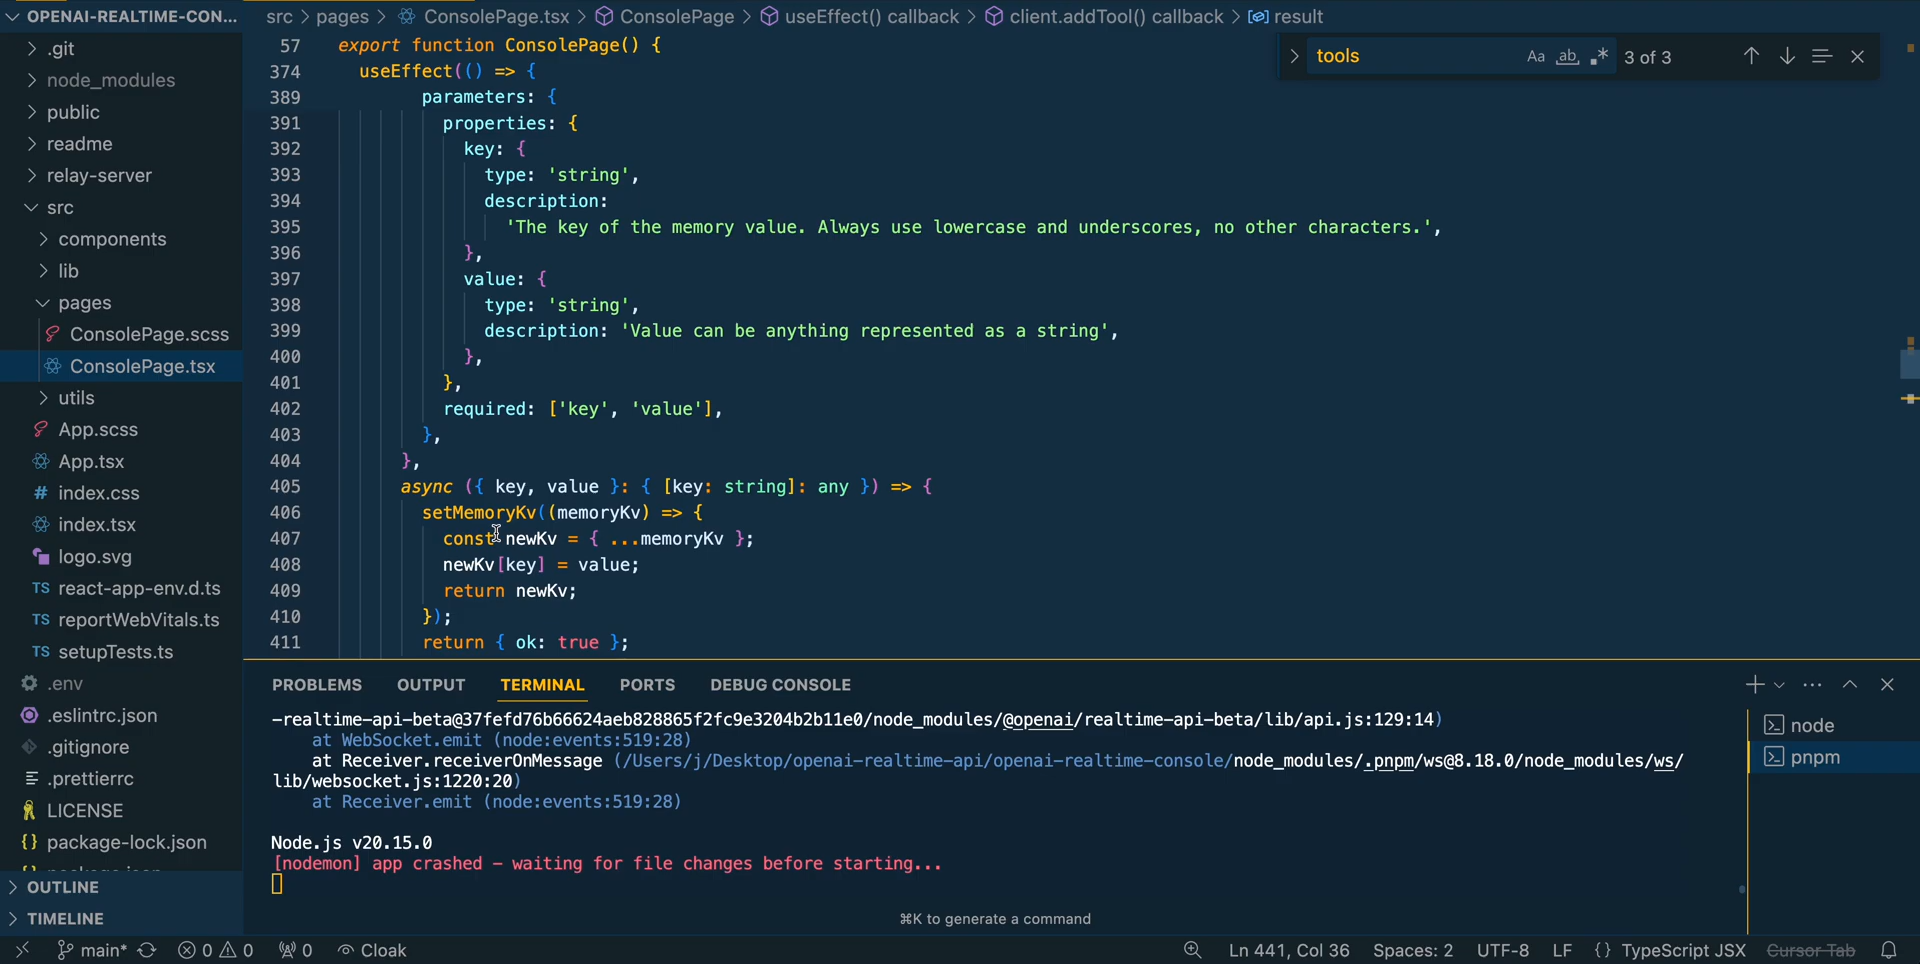 OPENAI-REALTIME-CON...
.git
node_modules
public
readme
relay-server
src
components
lib
pages
ConsolePage.scss
ConsolePage.tsx
utils
App.scss
App.tsx
index.css
index.tsx
logo.svg
TS react-app-env.d.ts
TS reportWebVitals.ts
TS setupTests.ts
.env
.eslintrc.json
.gitignore
.prettierrc
LICENSE
{} package-lock.json
OUTLINE
TIMELINE
src > pages > ConsolePage.tsx > ConsolePage > useEffect() callback > client.addTool() callback > result
tools Aa ab .* 3 of 3
57 export function ConsolePage() {
374 useEffect(() => {
389 parameters: {
391 properties: {
392 key: {
393 type: 'string',
394 description:
395 'The key of the memory value. Always use lowercase and underscores, no other characters.',
396 },
397 value: {
398 type: 'string',
399 description: 'Value can be anything represented as a string',
400 },
401 },
402 required: ['key', 'value'],
403 },
404 },
405 async ({ key, value }: { [key: string]: any }) => {
406 setMemoryKv((memoryKv) => {
407 const newKv = { ...memoryKv };
408 newKv[key] = value;
409 return newKv;
410 });
411 return { ok: true };
PROBLEMS OUTPUT TERMINAL PORTS DEBUG CONSOLE
-realtime-api-beta@37fefd76b66624aeb828865f2fc9e3204b2b11e0/node_modules/@openai/realtime-api-beta/lib/api.js:129:14)
at WebSocket.emit (node:events:519:28)
at Receiver.receiverOnMessage (/Users/j/Desktop/openai-realtime-api/openai-realtime-console/node_modules/.pnpm/ws@8.18.0/node_modules/ws/
lib/websocket.js:1220:20)
at Receiver.emit (node:events:519:28)
Node.js v20.15.0
[nodemon] app crashed - waiting for file changes before starting...
⌘K to generate a command
node
pnpm
main* 0 0 0 Cloak Ln 441, Col 36 Spaces: 2 UTF-8 LF {} TypeScript JSX Cursor Tab